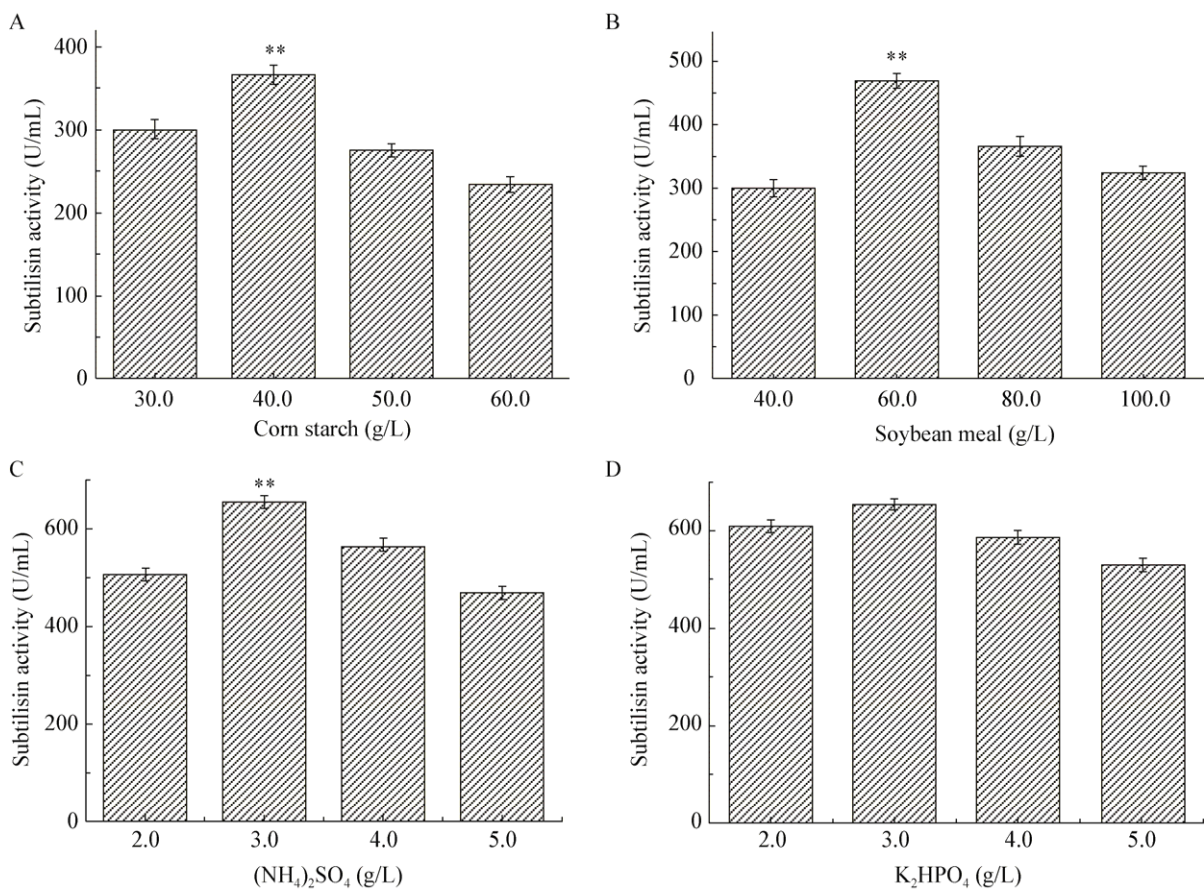 A
Subtilisin activity (U/mL)
400
300
200
100
0
**
30.0 40.0 50.0 60.0
Corn starch (g/L)
B
Subtilisin activity (U/mL)
500
400
300
200
100
0
**
40.0 60.0 80.0 100.0
Soybean meal (g/L)
C
Subtilisin activity (U/mL)
600
400
200
0
**
2.0 3.0 4.0 5.0
(NH₄)₂SO₄ (g/L)
D
Subtilisin activity (U/mL)
600
400
200
0
2.0 3.0 4.0 5.0
K₂HPO₄ (g/L)